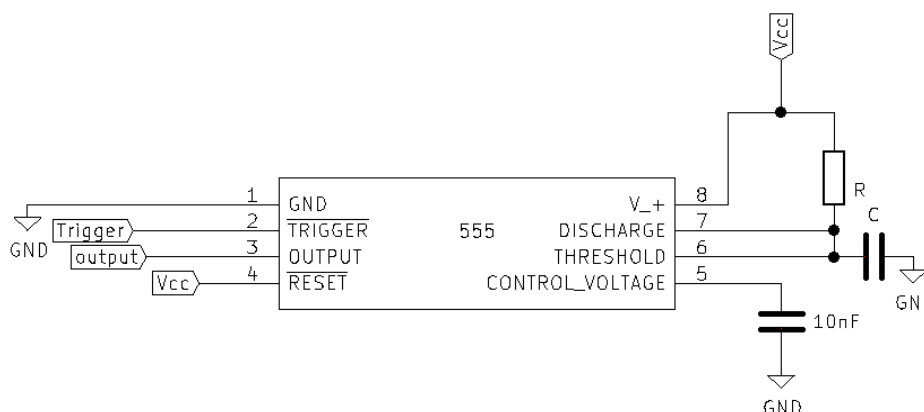 Vcc
1 GND
2 TRIGGER
3 OUTPUT
4 RESET
GND
Trigger
output
Vcc
555
V_+ 8
DISCHARGE 7
THRESHOLD 6
CONTROL_VOLTAGE 5
R
C
GN
10nF
GND